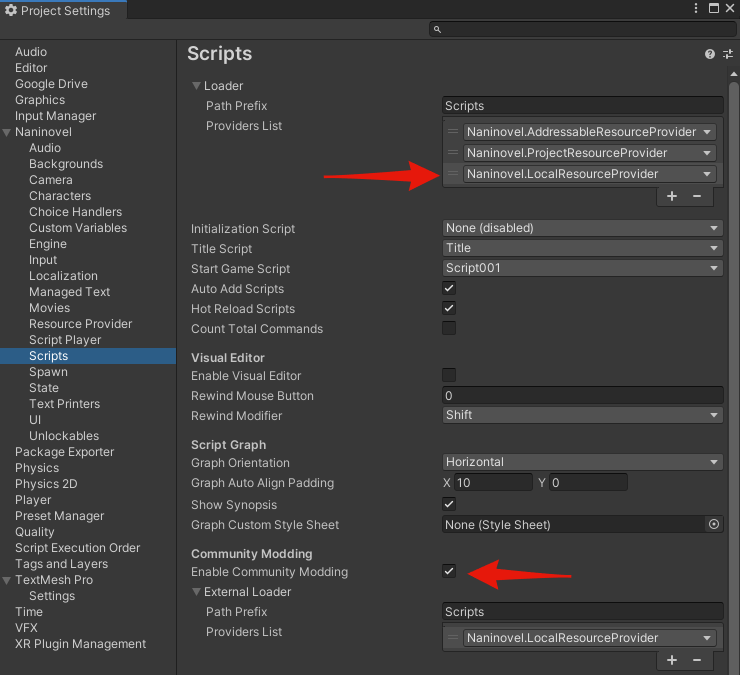 Project Settings
Audio
Editor
Google Drive
Graphics
Input Manager
Naninovel
Audio
Backgrounds
Camera
Characters
Choice Handlers
Custom Variables
Engine
Input
Localization
Managed Text
Movies
Resource Provider
Script Player
Scripts
Spawn
State
Text Printers
UI
Unlockables
Package Exporter
Physics
Physics 2D
Player
Preset Manager
Quality
Script Execution Order
Tags and Layers
TextMesh Pro
Settings
Time
VFX
XR Plugin Management
Scripts
Loader
Path Prefix Scripts
Providers List Naninovel.AddressableResourceProvider
Naninovel.ProjectResourceProvider
Naninovel.LocalResourceProvider
+ −
Initialization Script None (disabled)
Title Script Title
Start Game Script Script001
Auto Add Scripts
Hot Reload Scripts
Count Total Commands
Visual Editor
Enable Visual Editor
Rewind Mouse Button 0
Rewind Modifier Shift
Script Graph
Graph Orientation Horizontal
Graph Auto Align Padding X 10 Y 0
Show Synopsis
Graph Custom Style Sheet None (Style Sheet)
Community Modding
Enable Community Modding
External Loader
Path Prefix Scripts
Providers List Naninovel.LocalResourceProvider
+ −